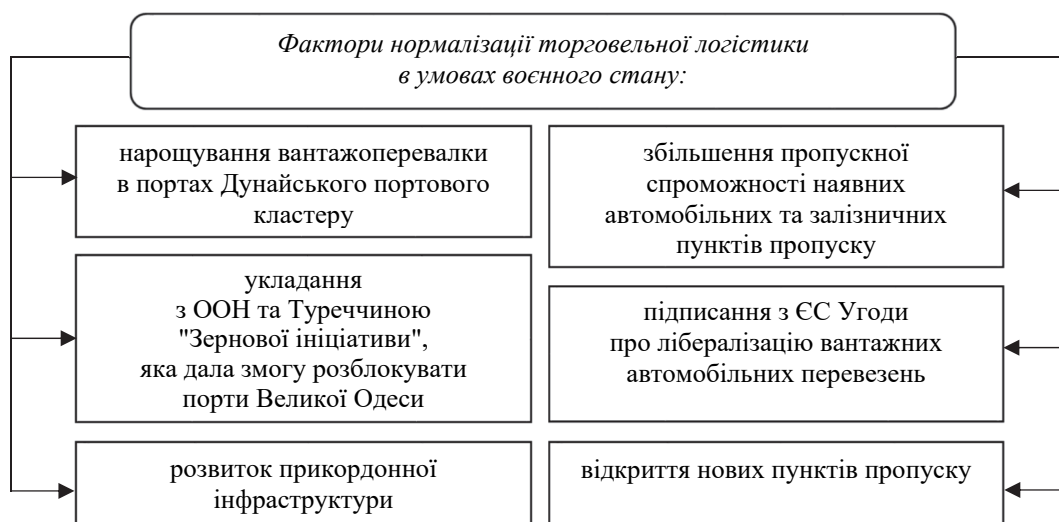 Фактори нормалізації торговельної логістики
в умовах воєнного стану:
нарощування вантажоперевалки
в портах Дунайського портового
кластеру
укладання
з ООН та Туреччиною
"Зернової ініціативи",
яка дала змогу розблокувати
порти Великої Одеси
розвиток прикордонної
інфраструктури
збільшення пропускної
спроможності наявних
автомобільних та залізничних
пунктів пропуску
підписання з ЄС Угоди
про лібералізацію вантажних
автомобільних перевезень
відкриття нових пунктів пропуску